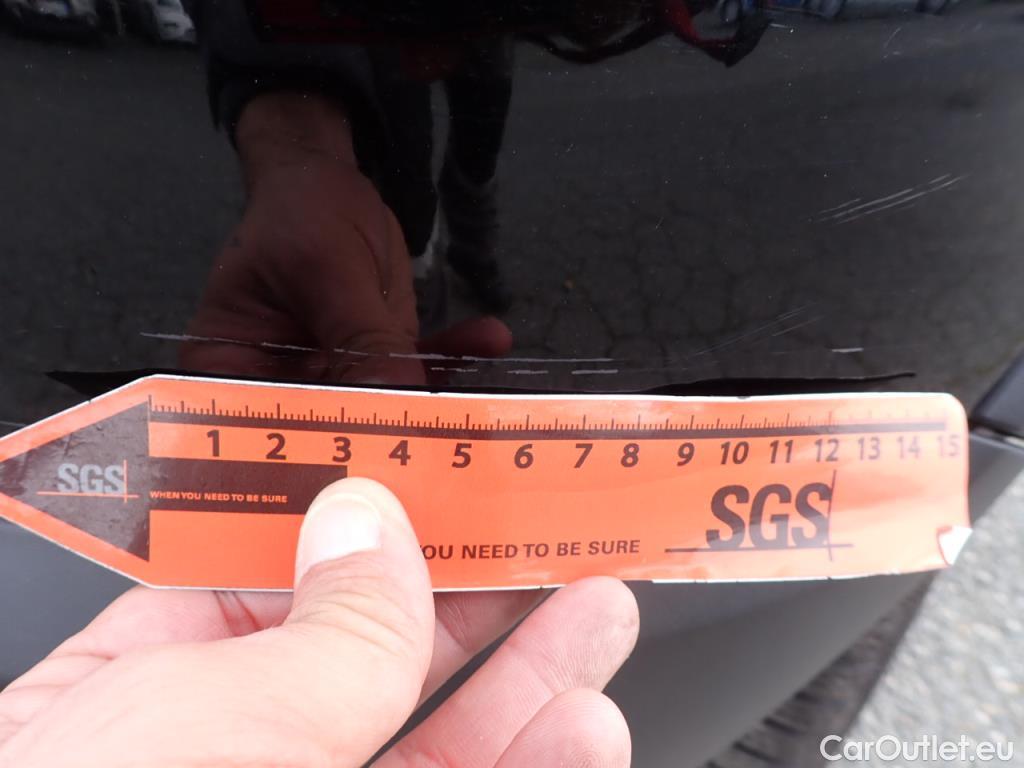 1 2 3 4 5 6 7 8 9 10 11 12 13 14 15
SGS
WHEN YOU NEED TO BE SURE
SGS
OU NEED TO BE SURE
CarOutlet.eu